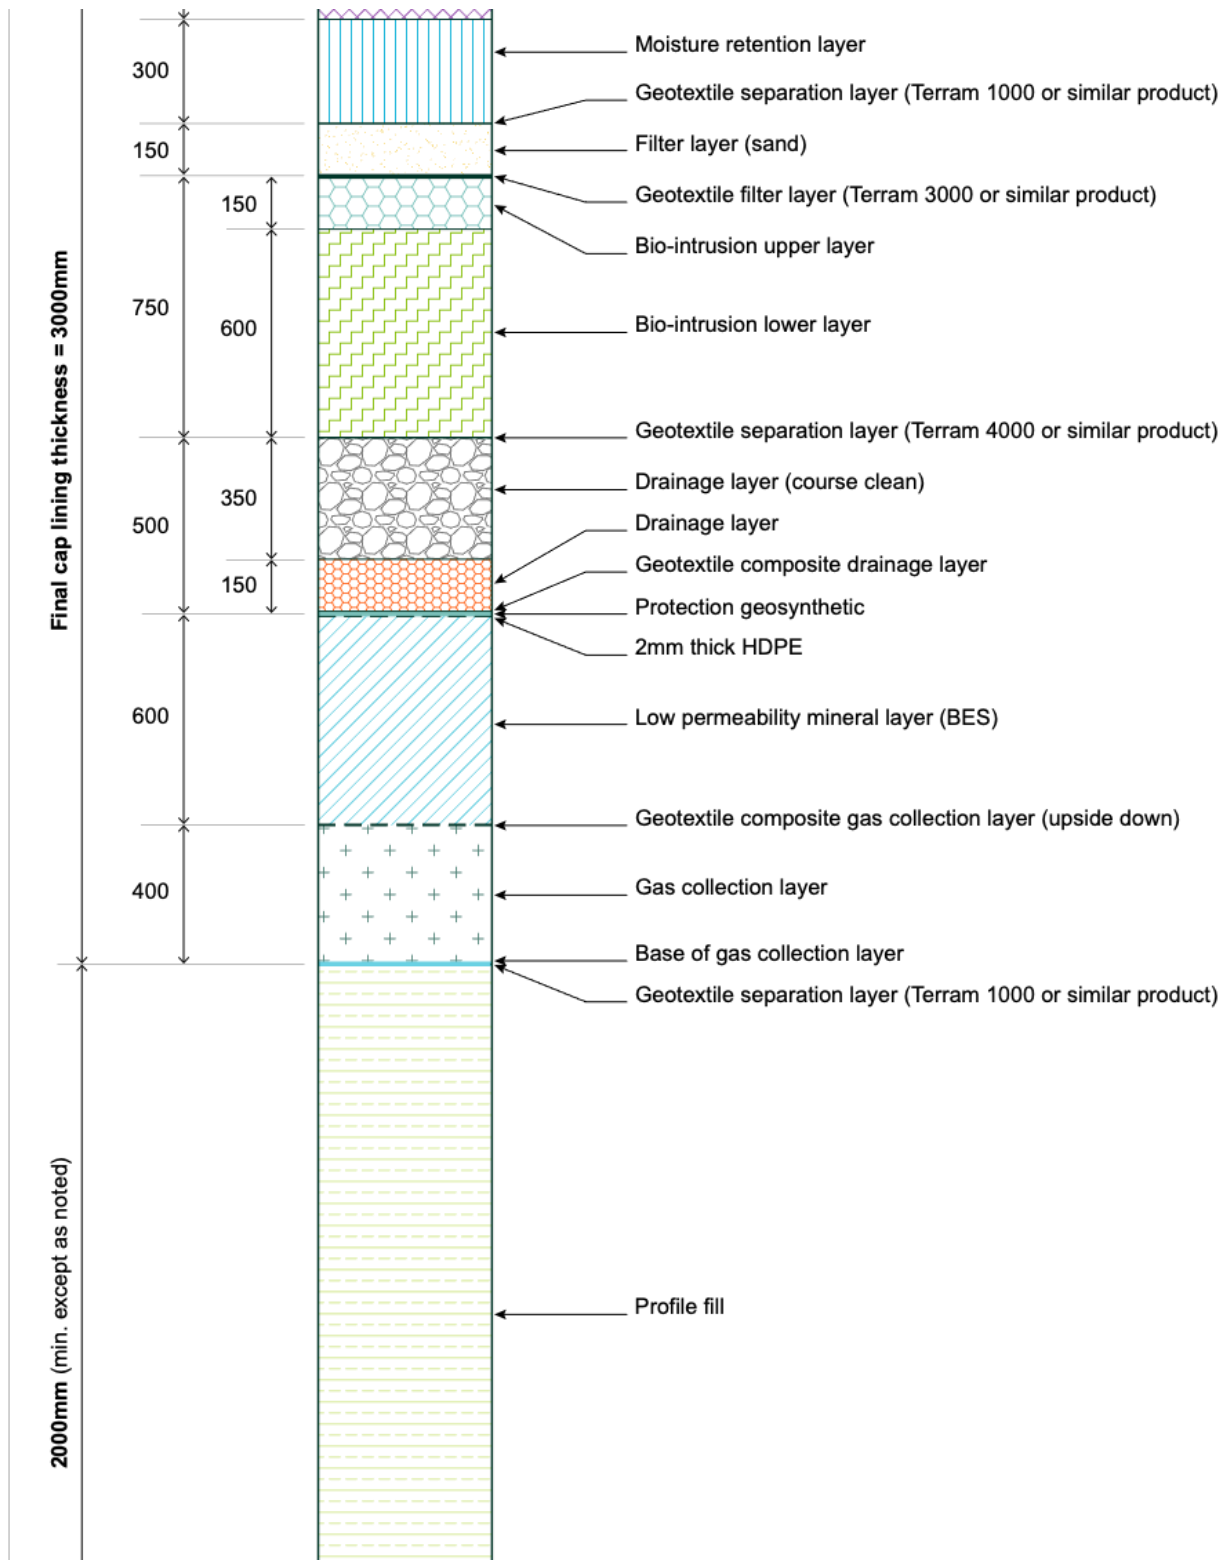 Moisture retention layer
300
Geotextile separation layer (Terram 1000 or similar product)
Filter layer (sand)
150
Geotextile filter layer (Terram 3000 or similar product)
150
Bio-intrusion upper layer
750
600
Bio-intrusion lower layer
Final cap lining thickness = 3000mm
Geotextile separation layer (Terram 4000 or similar product)
Drainage layer (course clean)
350
500
Drainage layer
Geotextile composite drainage layer
150
Protection geosynthetic
2mm thick HDPE
600
Low permeability mineral layer (BES)
Geotextile composite gas collection layer (upside down)
400
Gas collection layer
Base of gas collection layer
Geotextile separation layer (Terram 1000 or similar product)
2000mm (min. except as noted)
Profile fill